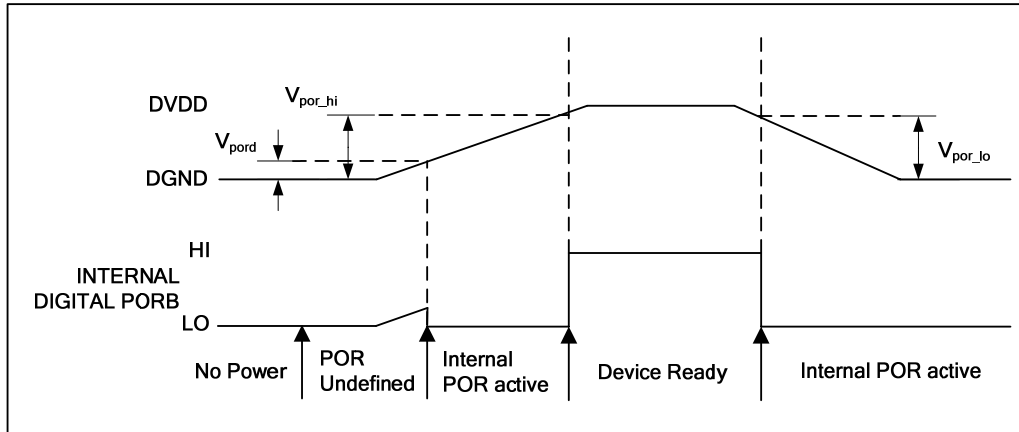 DVDD
V_por_hi
V_pord
DGND
V_por_lo
HI
INTERNAL
DIGITAL PORB
LO
No Power
POR
Undefined
Internal
POR active
Device Ready
Internal POR active